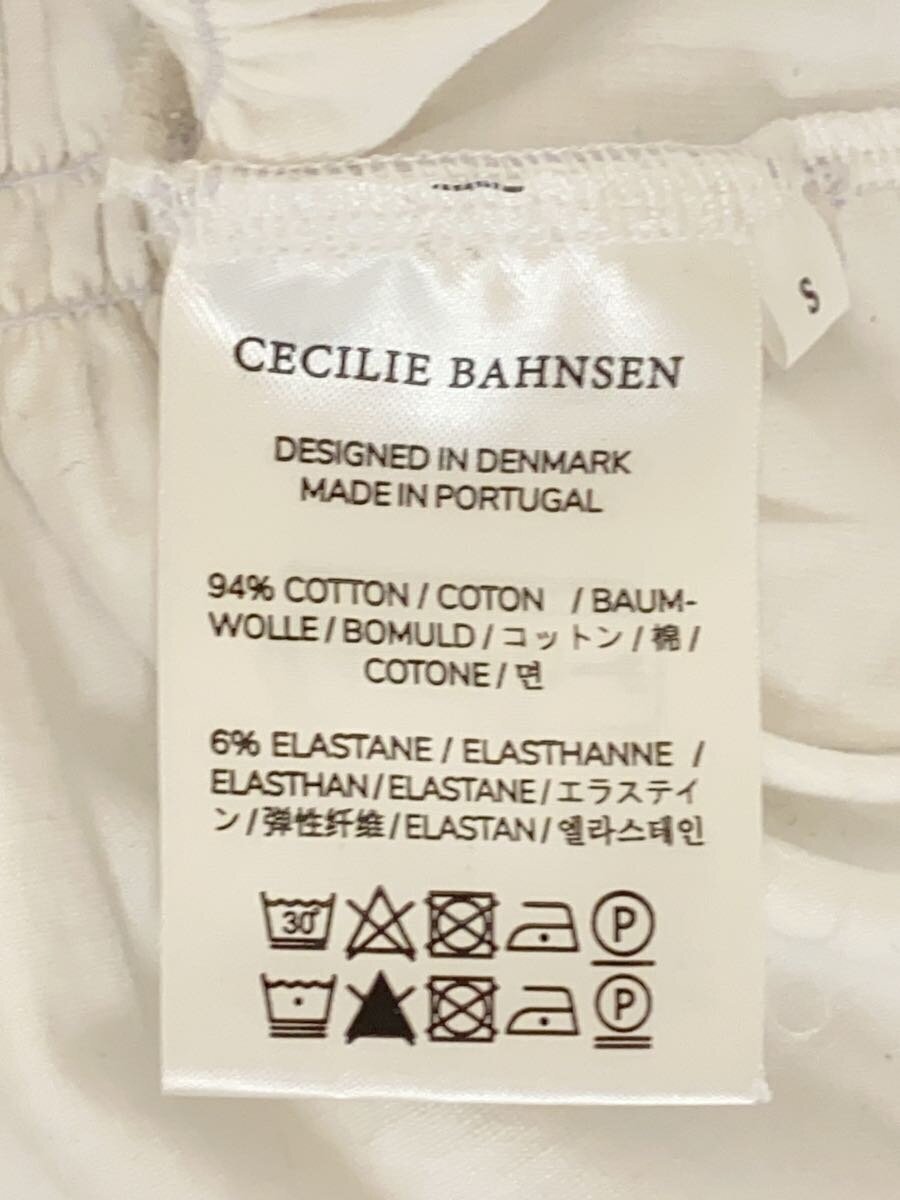 S
CECILIE BAHNSEN
DESIGNED IN DENMARK
MADE IN PORTUGAL
94% COTTON / COTON / BAUM-
WOLLE / BOMULD / コットン / 棉 /
COTONE / 면
6% ELASTANE / ELASTHANNE /
ELASTHAN / ELASTANE / エラステイ
ン / 弹性纤维 / ELASTAN / 엘라스테인
30°
P
P